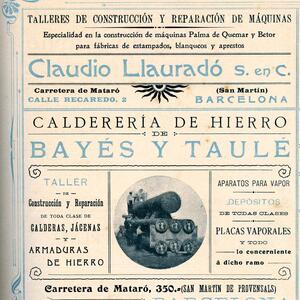 TALLERES DE CONSTRUCCIÓN Y REPARACIÓN DE MÁQUINAS
Especialidad en la construcción de máquinas Palma de Quemar y Betor
para fábricas de estampados, blanqueos y aprestos
Claudio Llauradó S. en C.
Carretera de Mataró
(San Martín)
CALLE RECAREDO, 2
BARCELONA
CALDERERÍA DE HIERRO
DE
BAYÉS Y TAULÉ
TALLER
DE
Construcción y Reparación
DE TODA CLASE DE
CALDERAS, JÁCENAS
Y
ARMADURAS
DE HIERRO
APARATOS PARA VAPOR
DEPÓSITOS
DE TODAS CLASES
PLACAS VAPORALES
Y TODO
lo concerniente
á dicho ramo
Carretera de Mataró, 350.-(SAN MARTIN DE PROVENSALS)
BARCELONA